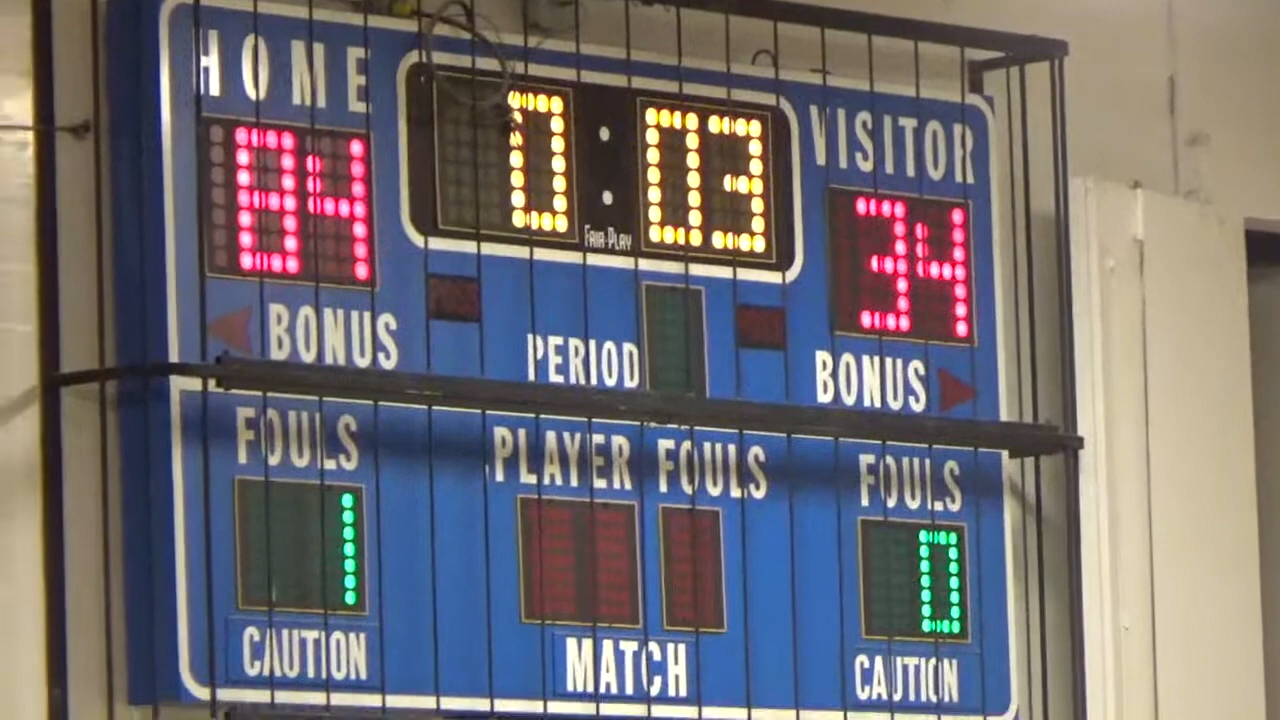 HOME
0:03
VISITOR
84
FAIR-PLAY
34
BONUS
PERIOD
BONUS
FOULS
PLAYER FOULS
FOULS
1
0
CAUTION
MATCH
CAUTION